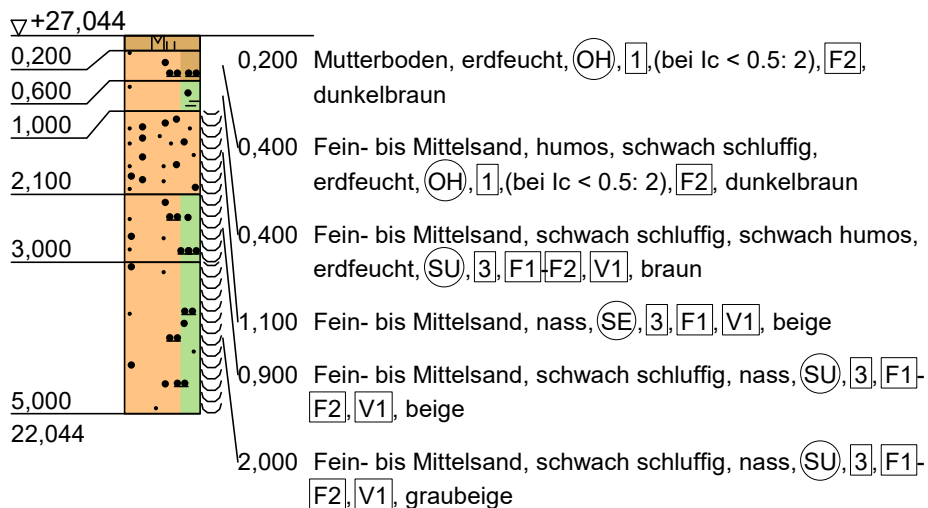 +27,044
0,200
0,600
1,000
2,100
3,000
5,000
22,044
M u
0,200 Mutterboden, erdfeucht, OH, 1,(bei Ic < 0.5: 2), F2,
dunkelbraun
0,400 Fein- bis Mittelsand, humos, schwach schluffig,
erdfeucht, OH, 1,(bei Ic < 0.5: 2), F2, dunkelbraun
0,400 Fein- bis Mittelsand, schwach schluffig, schwach humos,
erdfeucht, SU, 3, F1-F2, V1, braun
1,100 Fein- bis Mittelsand, nass, SE, 3, F1, V1, beige
0,900 Fein- bis Mittelsand, schwach schluffig, nass, SU, 3, F1-
F2, V1, beige
2,000 Fein- bis Mittelsand, schwach schluffig, nass, SU, 3, F1-
F2, V1, graubeige